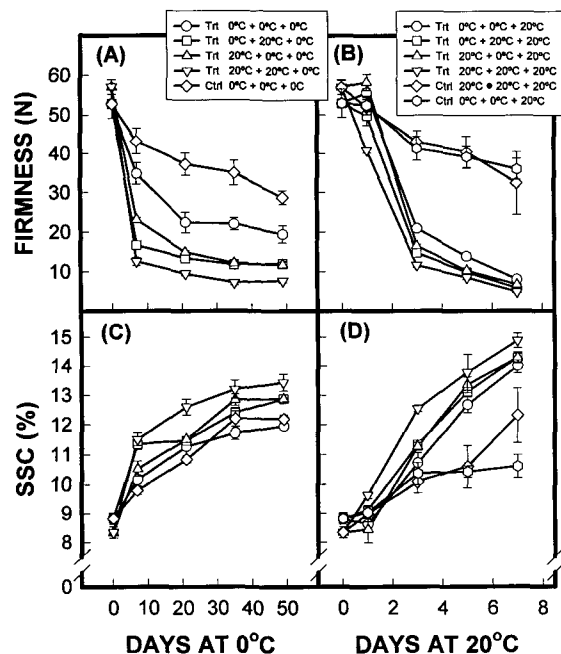 (A)
Trt 0°C + 0°C + 0°C
Trt 0°C + 20°C + 0°C
Trt 20°C + 0°C + 0°C
Trt 20°C + 20°C + 0°C
Ctrl 0°C + 0°C + 0C
(B)
Trt 0°C + 0°C + 20°C
Trt 0°C + 20°C + 20°C
Trt 20°C + 0°C + 20°C
Trt 20°C + 20°C + 20°C
Ctrl 20°C • 20°C + 20°C
Ctrl 0°C + 0°C + 20°C
FIRMNESS (N)
60
50
40
30
20
10
(C)
(D)
SSC (%)
15
14
13
12
11
10
9
8
0
0 10 20 30 40 50
0 2 4 6 8
DAYS AT 0°C
DAYS AT 20°C